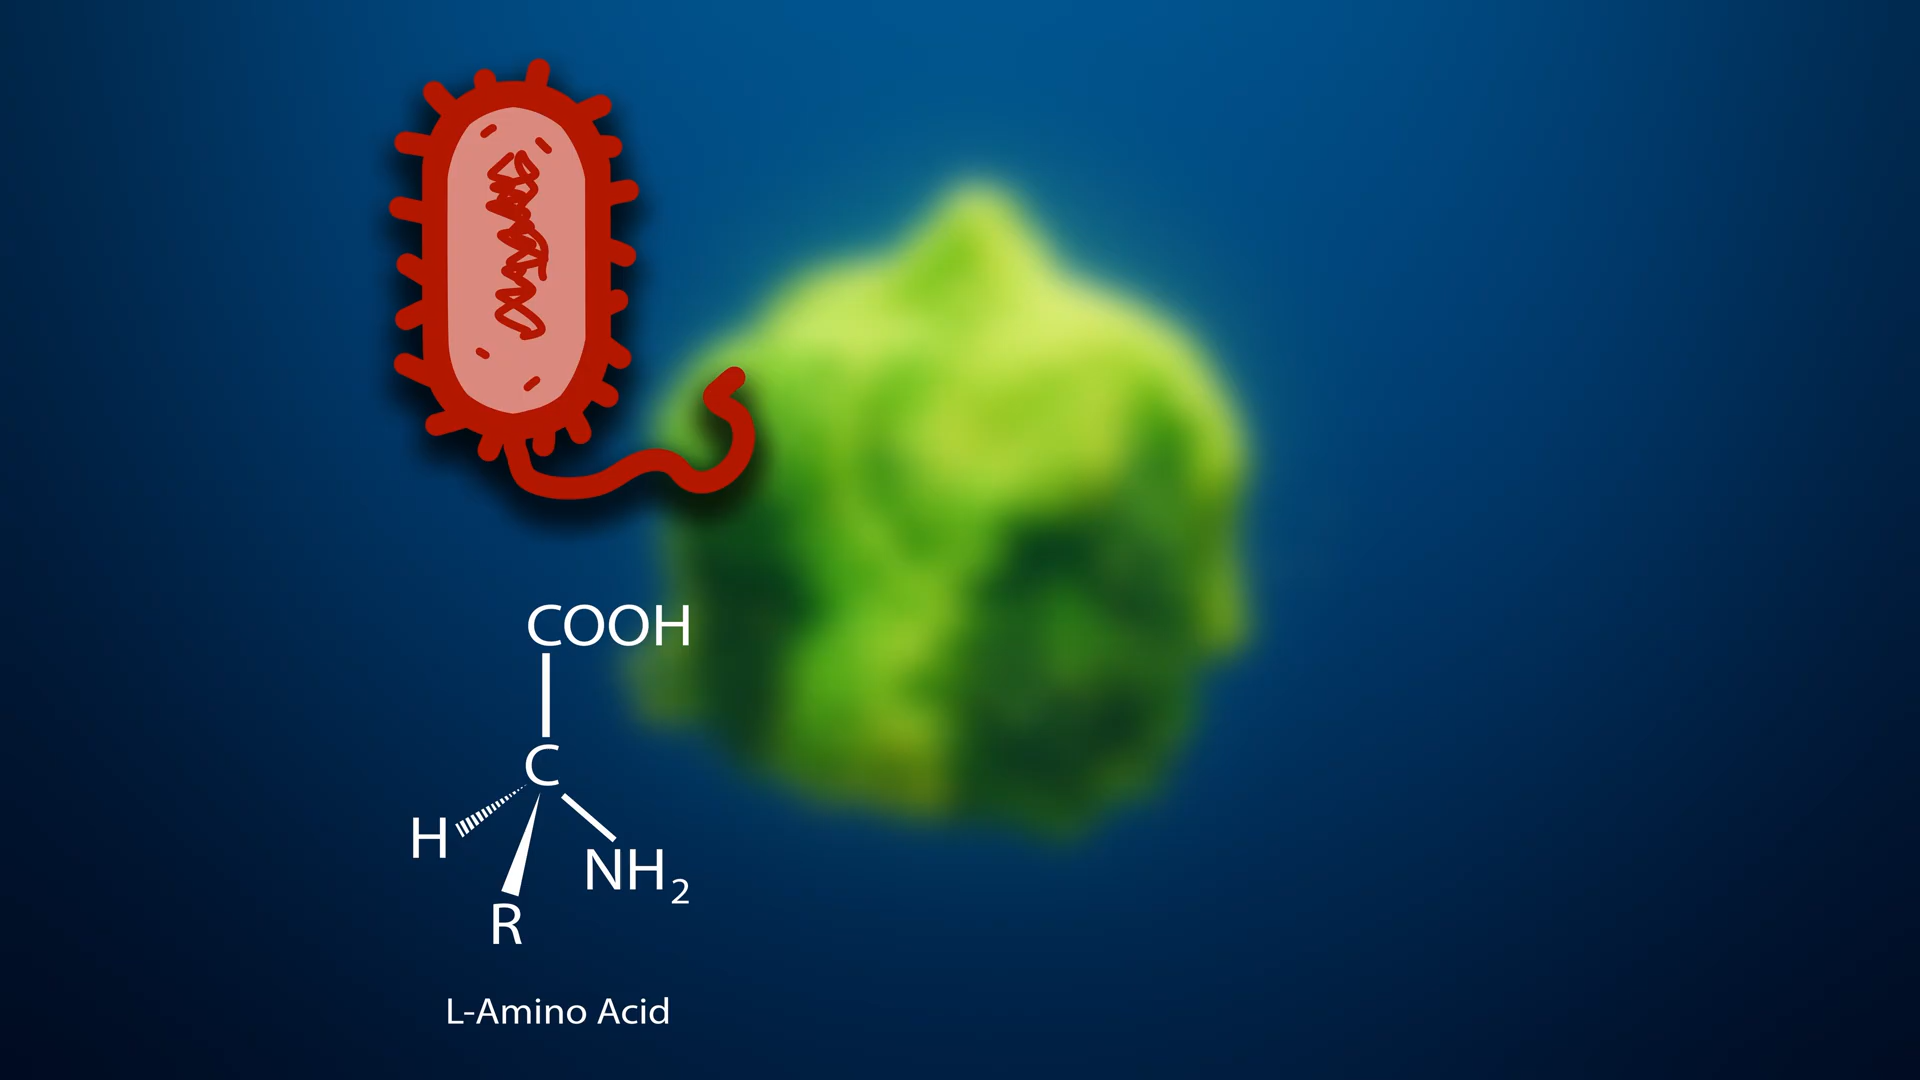 COOH
C
H
NH2
R
L-Amino Acid